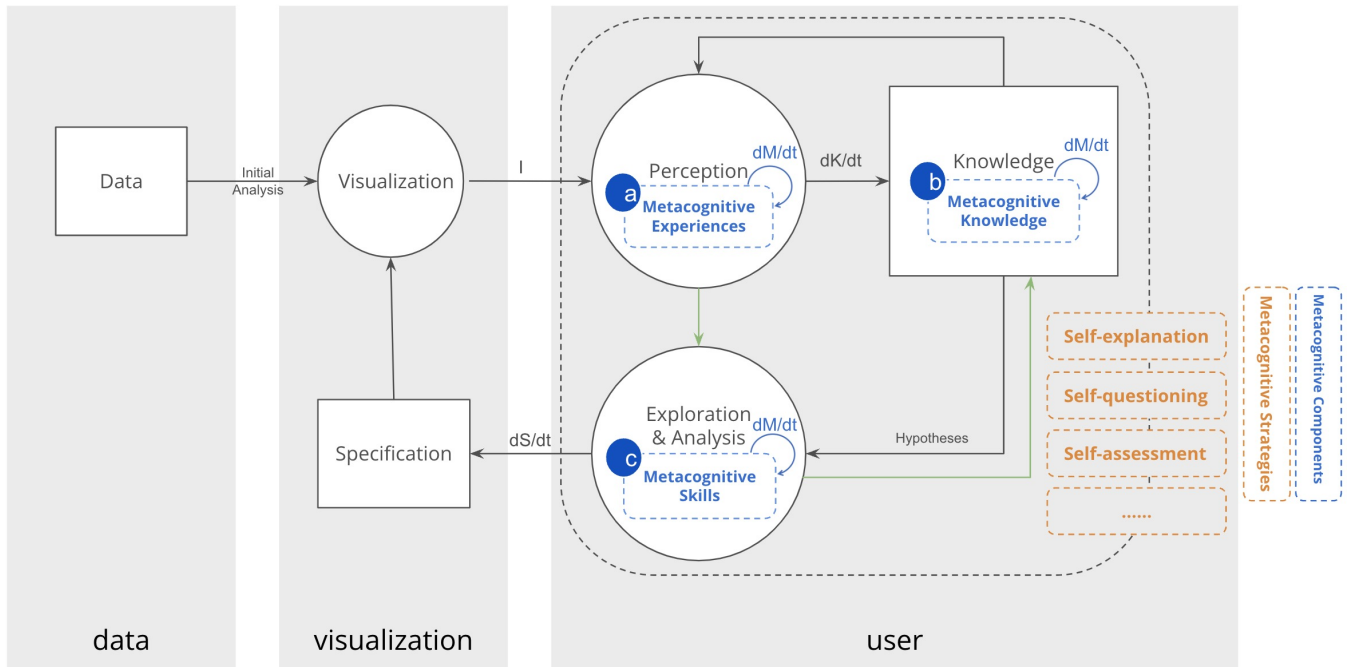 Data
Initial
Analysis
Visualization
I
Perception
dM/dt
a
Metacognitive
Experiences
dK/dt
Knowledge
dM/dt
b
Metacognitive
Knowledge
Specification
dS/dt
Exploration
& Analysis
dM/dt
c
Metacognitive
Skills
Hypotheses
Self-explanation
Self-questioning
Self-assessment
......
Metacognitive Strategies
Metacognitive Components
data
visualization
user